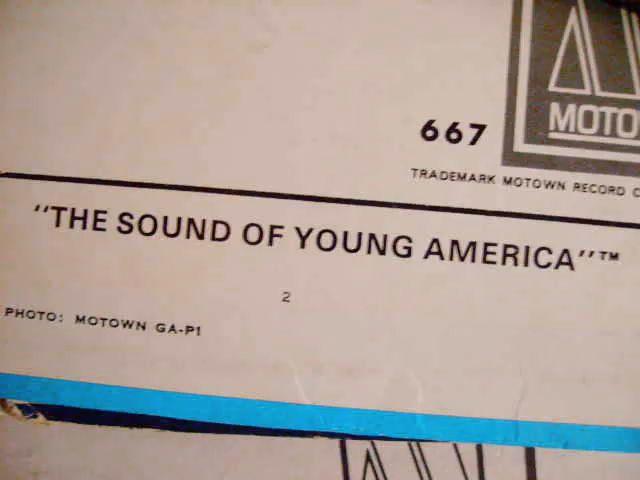 667
MOTO
TRADEMARK MOTOWN RECORD C
"THE SOUND OF YOUNG AMERICA"™
2
PHOTO: MOTOWN GA-P1